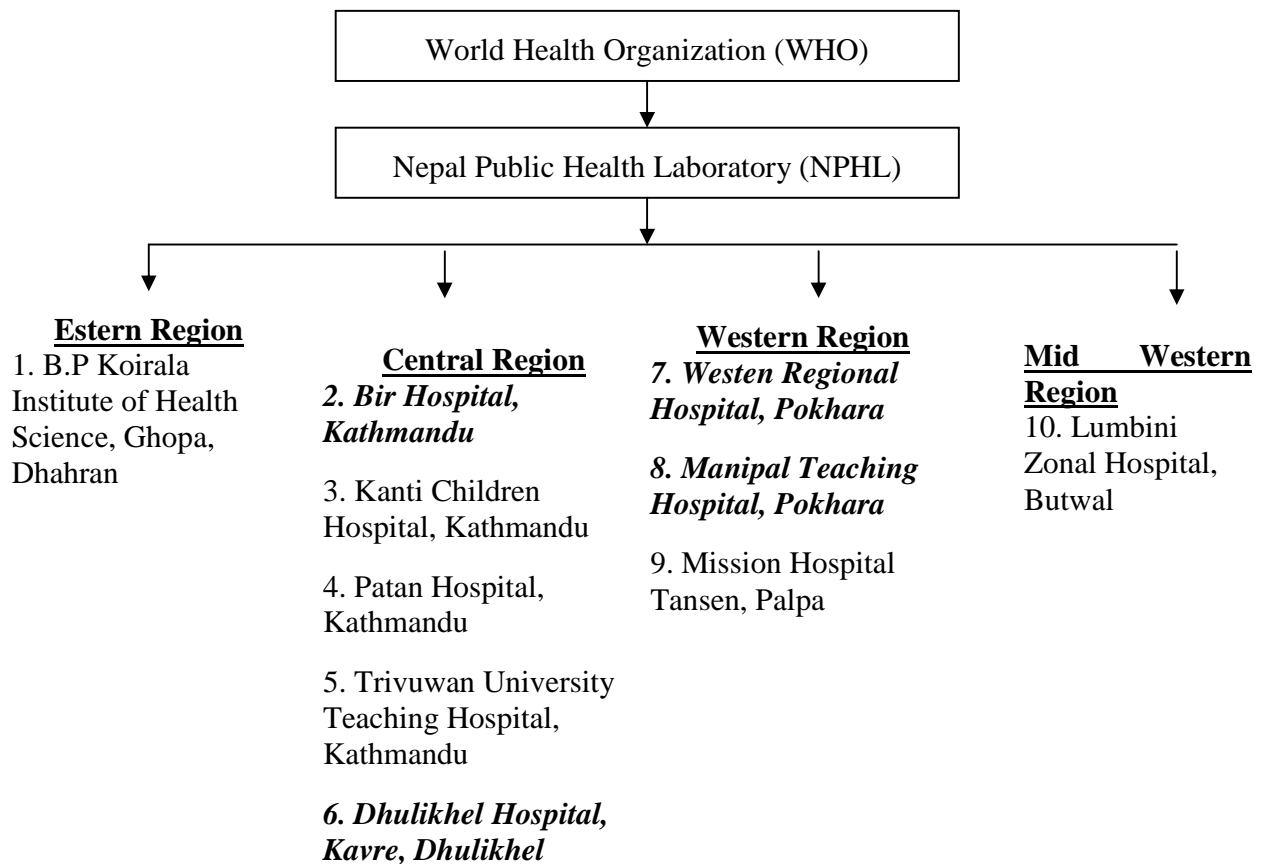 World Health Organization (WHO)
Nepal Public Health Laboratory (NPHL)
Estern Region
1. B.P Koirala
Institute of Health
Science, Ghopa,
Dhahran
Central Region
2. Bir Hospital,
Kathmandu
3. Kanti Children
Hospital, Kathmandu
4. Patan Hospital,
Kathmandu
5. Trivuwan University
Teaching Hospital,
Kathmandu
6. Dhulikhel Hospital,
Kavre, Dhulikhel
Western Region
7. Westen Regional
Hospital, Pokhara
8. Manipal Teaching
Hospital, Pokhara
9. Mission Hospital
Tansen, Palpa
Mid Western
Region
10. Lumbini
Zonal Hospital,
Butwal